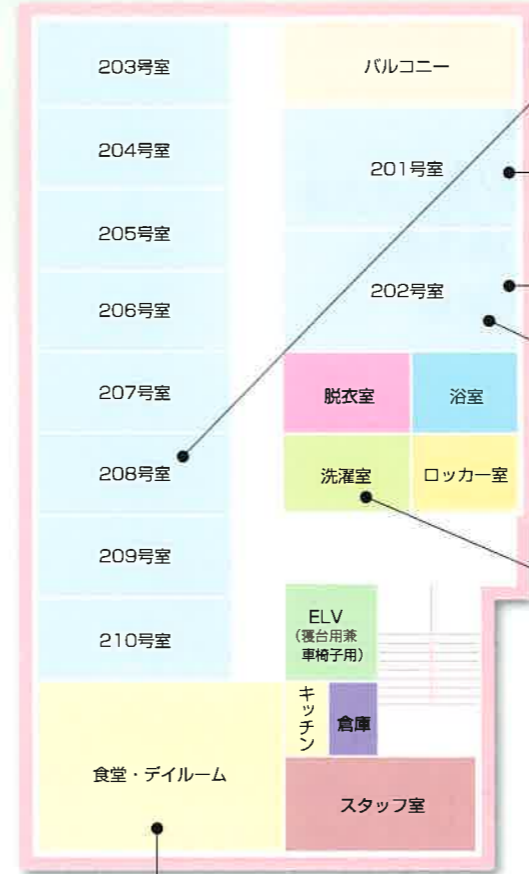 203号室
204号室
205号室
206号室
207号室
208号室
209号室
210号室
バルコニー
201号室
202号室
脱衣室
浴室
洗濯室
ロッカー室
ELV
(寝台用兼
車椅子用)
キッチン
倉庫
食堂・デイルーム
スタッフ室